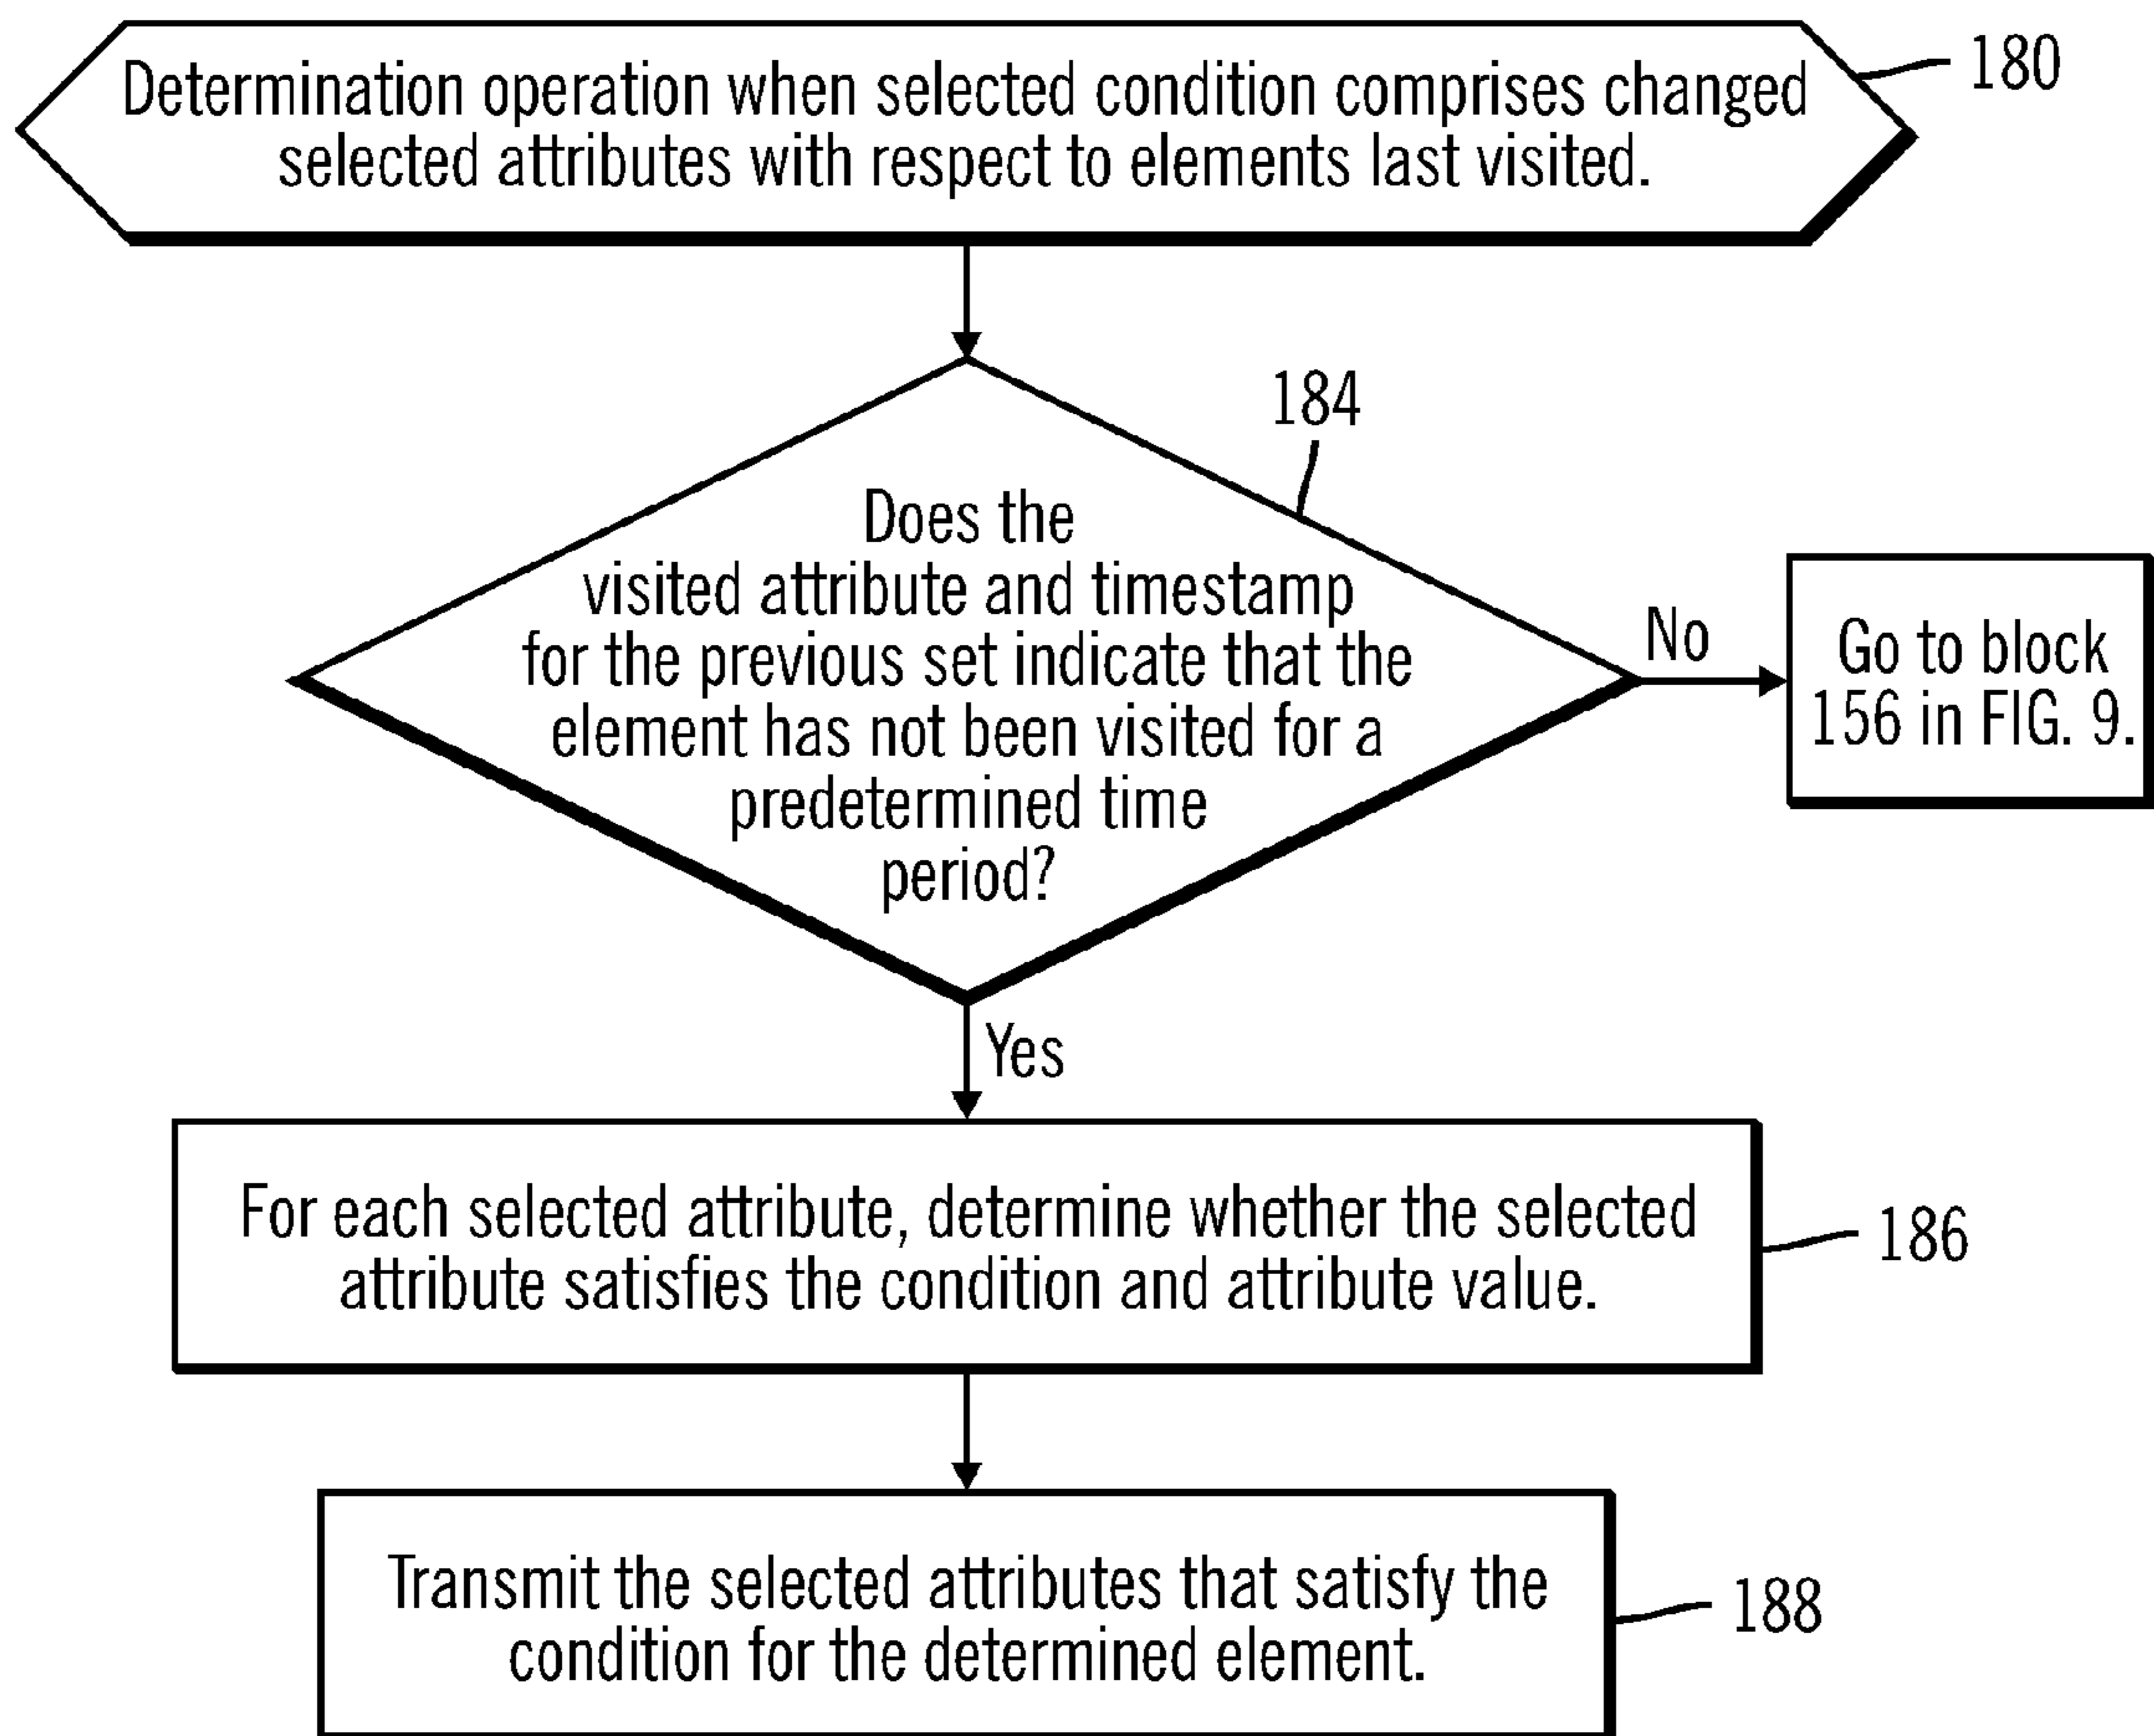 Determination operation when selected condition comprises changed
selected attributes with respect to elements last visited.
180
184
Does the
visited attribute and timestamp
for the previous set indicate that the
element has not been visited for a
predetermined time
period?
No
Go to block
156 in FIG. 9.
Yes
For each selected attribute, determine whether the selected
attribute satisfies the condition and attribute value.
186
Transmit the selected attributes that satisfy the
condition for the determined element.
188